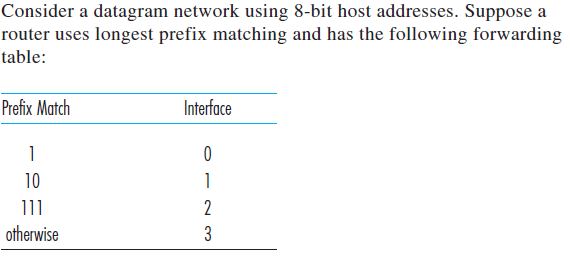 Consider a datagram network using 8-bit host addresses. Suppose a
router uses longest prefix matching and has the following forwarding
table:
Prefix Match Interface
1 0
10 1
111 2
otherwise 3